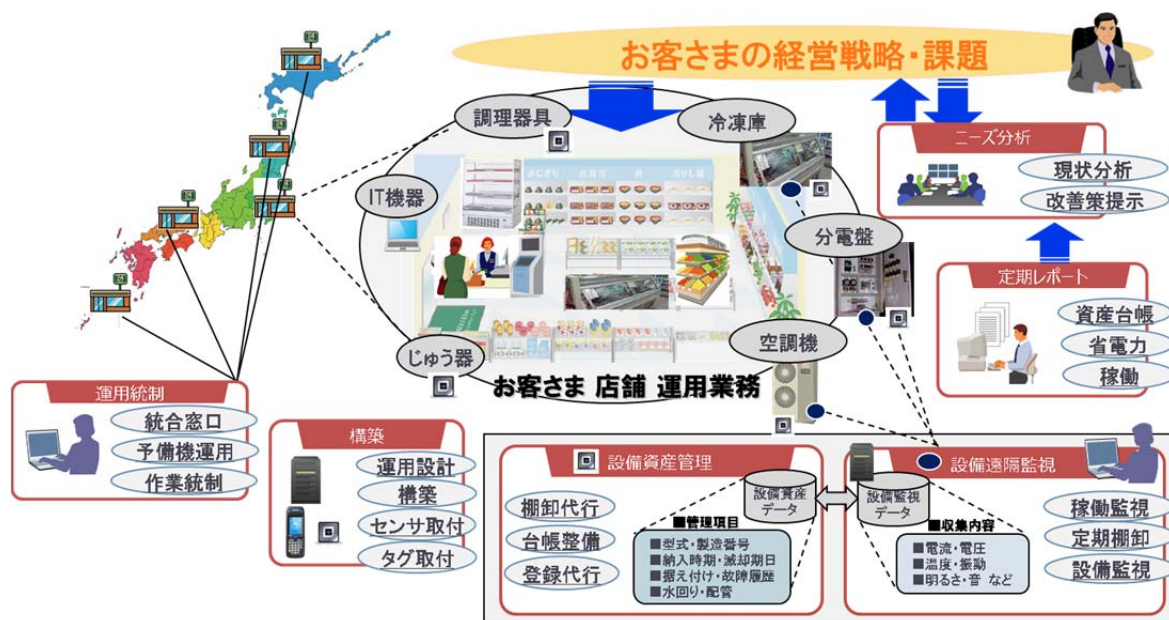 お客さまの経営戦略・課題
調理器具
冷凍庫
IT機器
分電盤
じゅう器
空調機
お客さま 店舗 運用業務
ニーズ分析
現状分析
改善策提示
定期レポート
資産台帳
省電力
稼働
運用統制
統合窓口
予備機運用
作業統制
構築
運用設計
構築
センサ取付
タグ取付
設備資産管理
棚卸代行
台帳整備
登録代行
設備資産
データ
■管理項目
■型式・製造番号
■納入時期・滅却期日
■据え付け・故障履歴
■水回り・配管
設備遠隔監視
設備監視
データ
■収集内容
■電流・電圧
■温度・振動
■明るさ・音 など
稼働監視
定期棚卸
設備監視